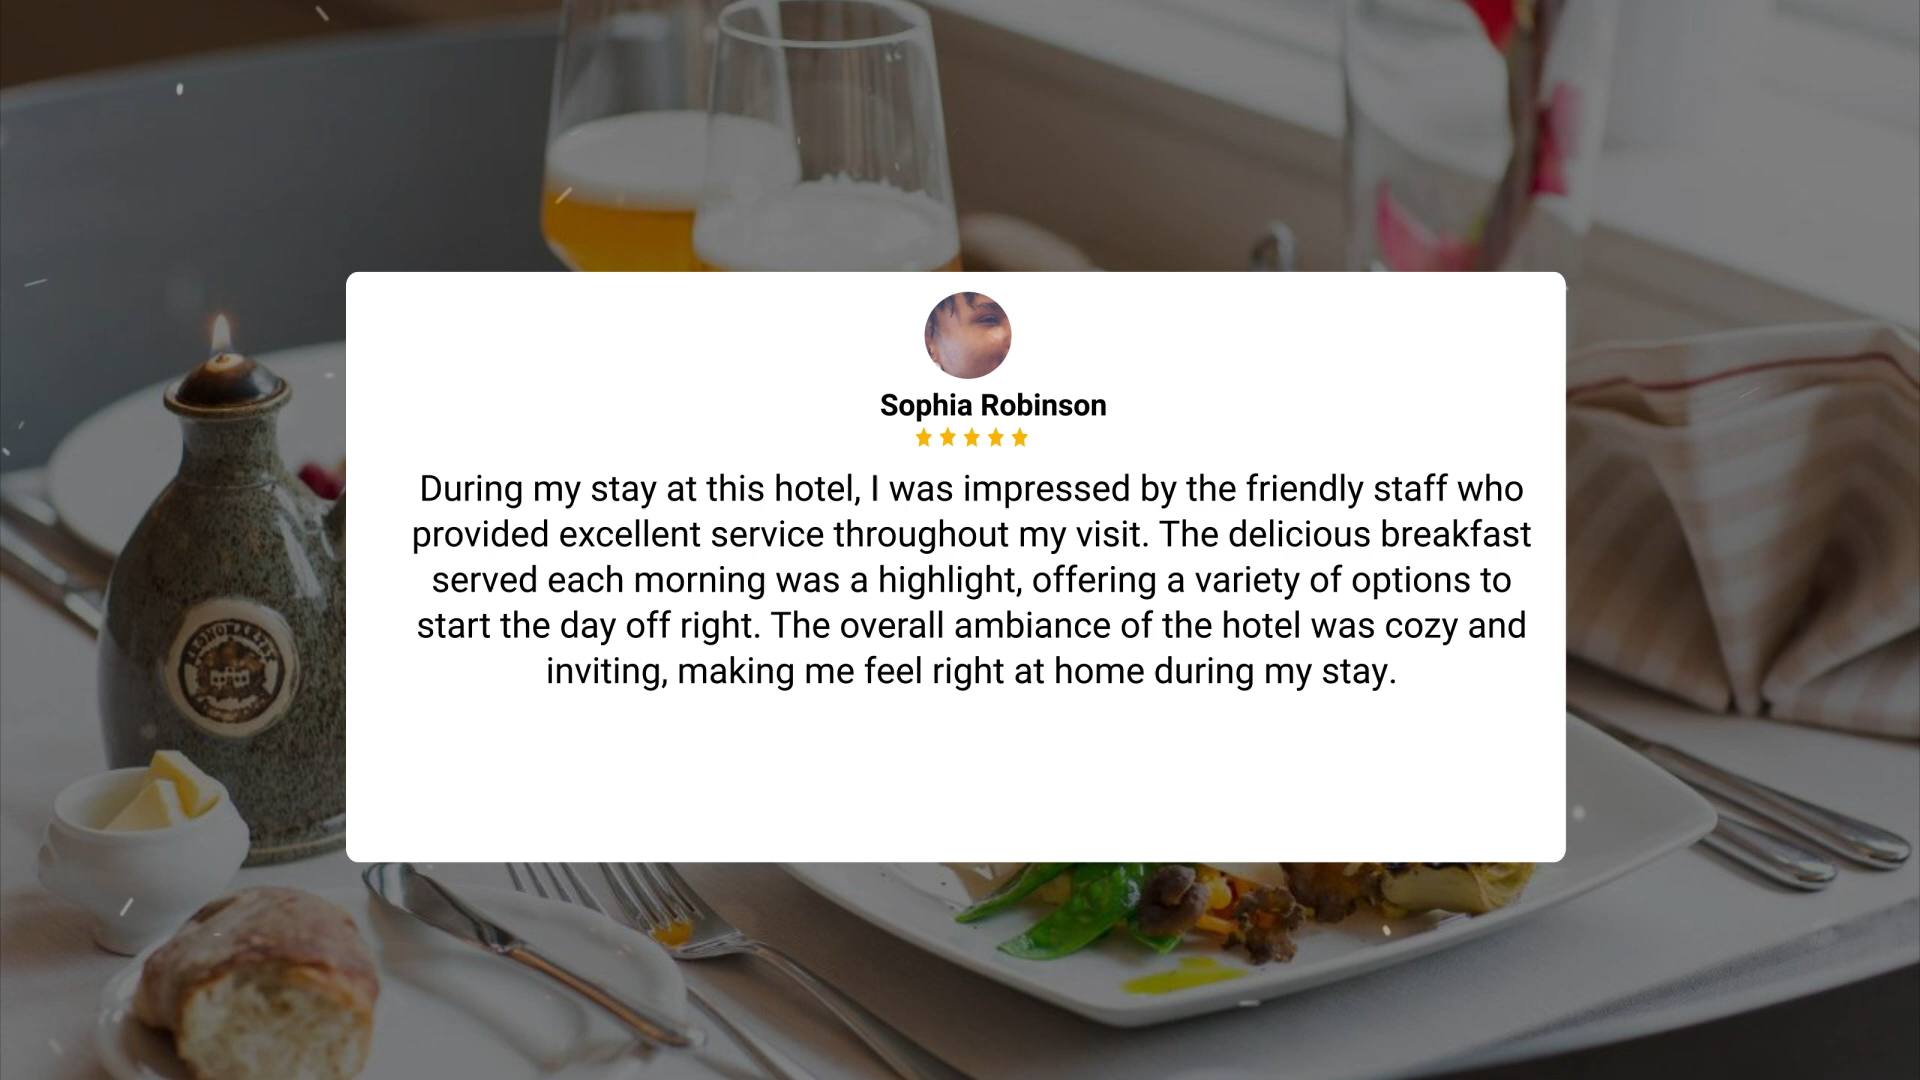 Sophia Robinson
During my stay at this hotel, I was impressed by the friendly staff who
provided excellent service throughout my visit. The delicious breakfast
served each morning was a highlight, offering a variety of options to
start the day off right. The overall ambiance of the hotel was cozy and
inviting, making me feel right at home during my stay.